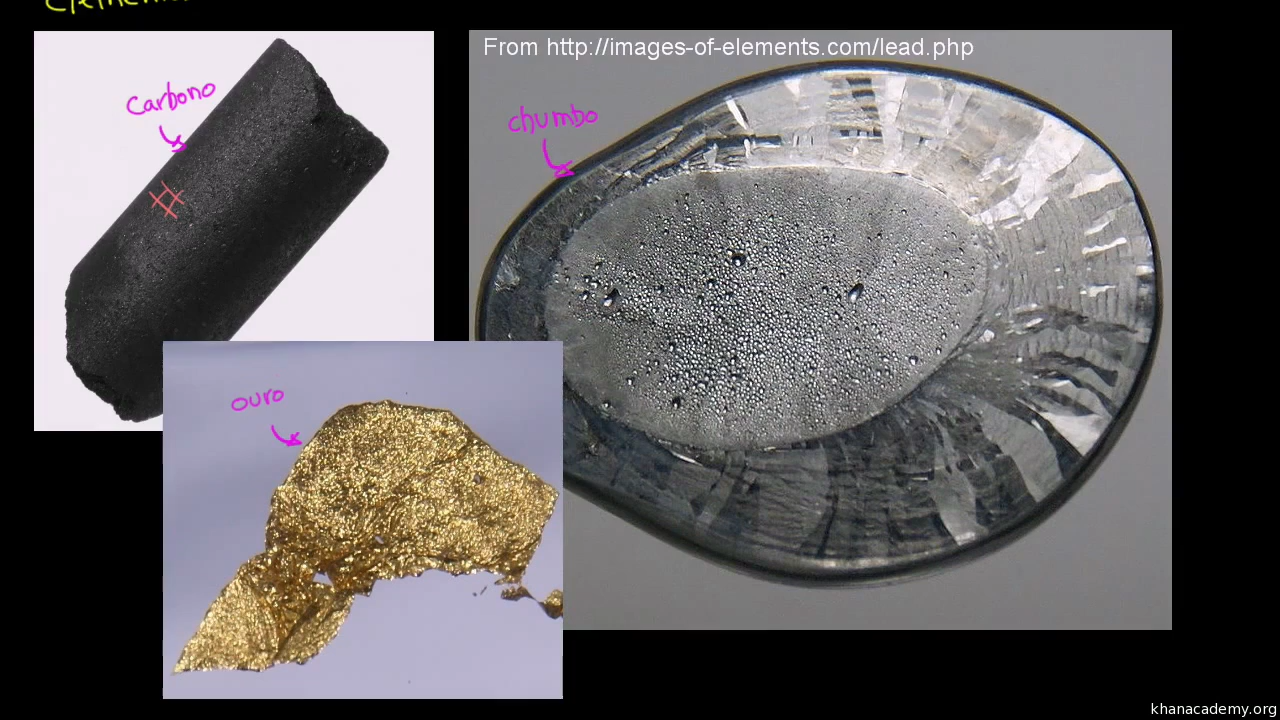 From http://images-of-elements.com/lead.php
Carbono
chumbo
ouro
khanacademy.org